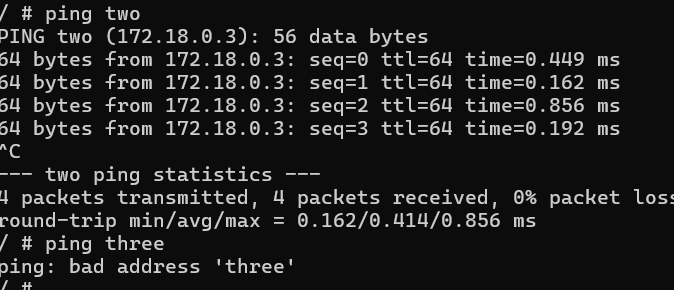 / # ping two
PING two (172.18.0.3): 56 data bytes
64 bytes from 172.18.0.3: seq=0 ttl=64 time=0.449 ms
64 bytes from 172.18.0.3: seq=1 ttl=64 time=0.162 ms
64 bytes from 172.18.0.3: seq=2 ttl=64 time=0.856 ms
64 bytes from 172.18.0.3: seq=3 ttl=64 time=0.192 ms
^C
--- two ping statistics ---
4 packets transmitted, 4 packets received, 0% packet loss
round-trip min/avg/max = 0.162/0.414/0.856 ms
/ # ping three
ping: bad address 'three'
/ #